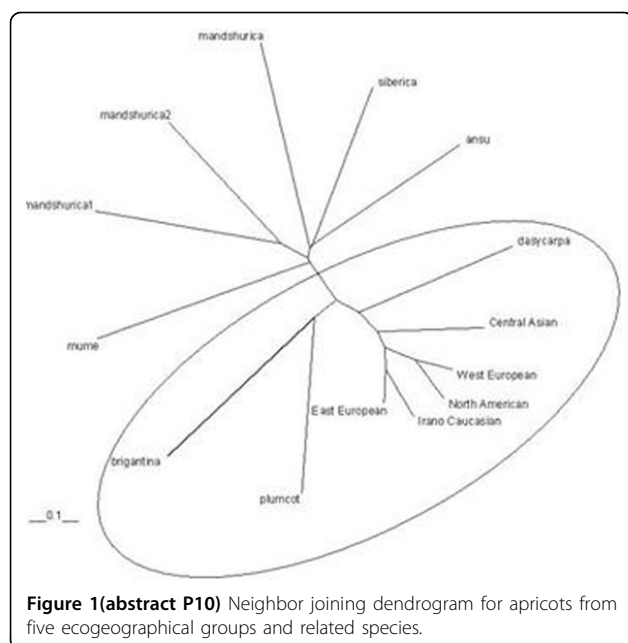 mandshurica
siberica
mandshurica2
ansu
mandshurica1
dasycarpa
Central Asian
mume
West European
North American
East European
Irano Caucasian
brigantina
plumcot
0.1
Figure 1(abstract P10) Neighbor joining dendrogram for apricots from
five ecogeographical groups and related species.